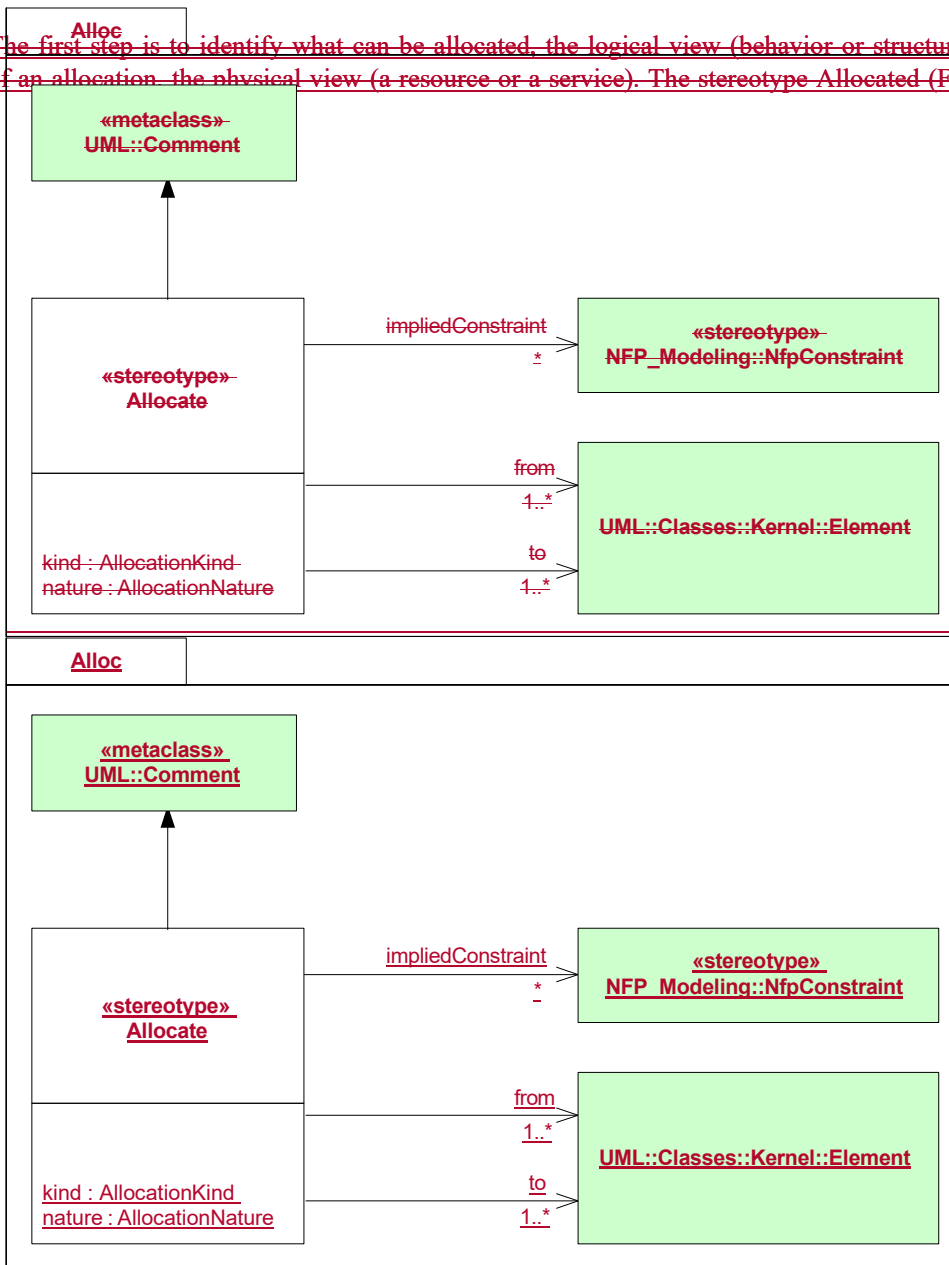 Alloc
he first step is to identify what can be allocated, the logical view (behavior or structu
f an allocation, the physical view (a resource or a service). The stereotype Allocated (F
«metaclass»
UML::Comment
impliedConstraint
*
«stereotype»
NFP_Modeling::NfpConstraint
«stereotype»
Allocate
from
1..*
UML::Classes::Kernel::Element
kind : AllocationKind
nature : AllocationNature
to
1..*
Alloc
«metaclass»
UML::Comment
impliedConstraint
*
«stereotype»
NFP_Modeling::NfpConstraint
«stereotype»
Allocate
from
1..*
UML::Classes::Kernel::Element
kind : AllocationKind
nature : AllocationNature
to
1..*